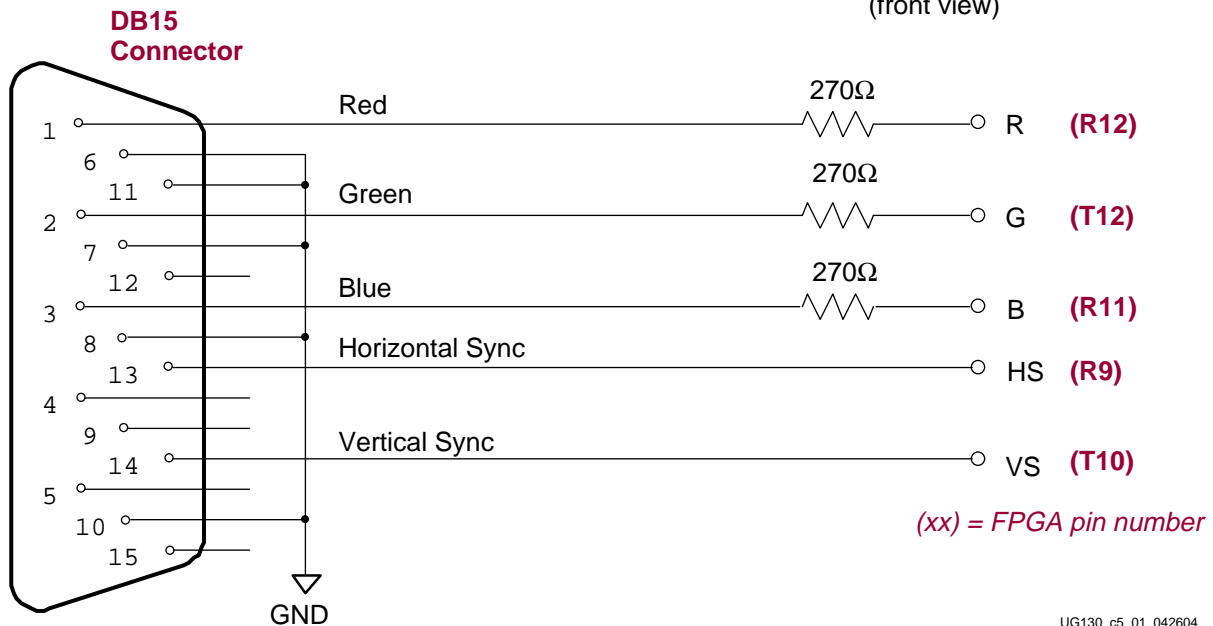 (front view)
DB15
Connector
1
Red
270Ω
R (R12)
6
11
Green
270Ω
2
G (T12)
7
12
Blue
270Ω
3
B (R11)
8
Horizontal Sync
13
HS (R9)
4
9
Vertical Sync
14
VS (T10)
5
10
(xx) = FPGA pin number
15
GND
UG130_c5_01_042604